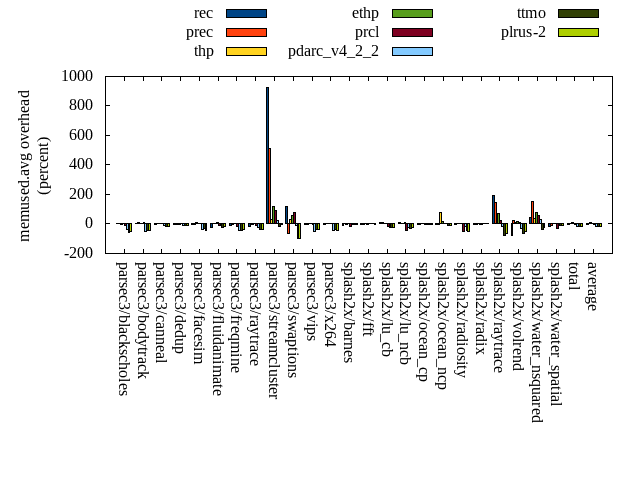 rec ethp ttmo
prec prcl plrus-2
thp pdarc_v4_2_2
memused.avg overhead
(percent)
1000
800
600
400
200
0
-200
parsec3/blackscholes
parsec3/bodytrack
parsec3/canneal
parsec3/dedup
parsec3/facesim
parsec3/fluidanimate
parsec3/freqmine
parsec3/raytrace
parsec3/streamcluster
parsec3/swaptions
parsec3/vips
parsec3/x264
splash2x/barnes
splash2x/fft
splash2x/lu_cb
splash2x/lu_ncb
splash2x/ocean_cp
splash2x/ocean_ncp
splash2x/radiosity
splash2x/radix
splash2x/raytrace
splash2x/volrend
splash2x/water_nsquared
splash2x/water_spatial
total
average